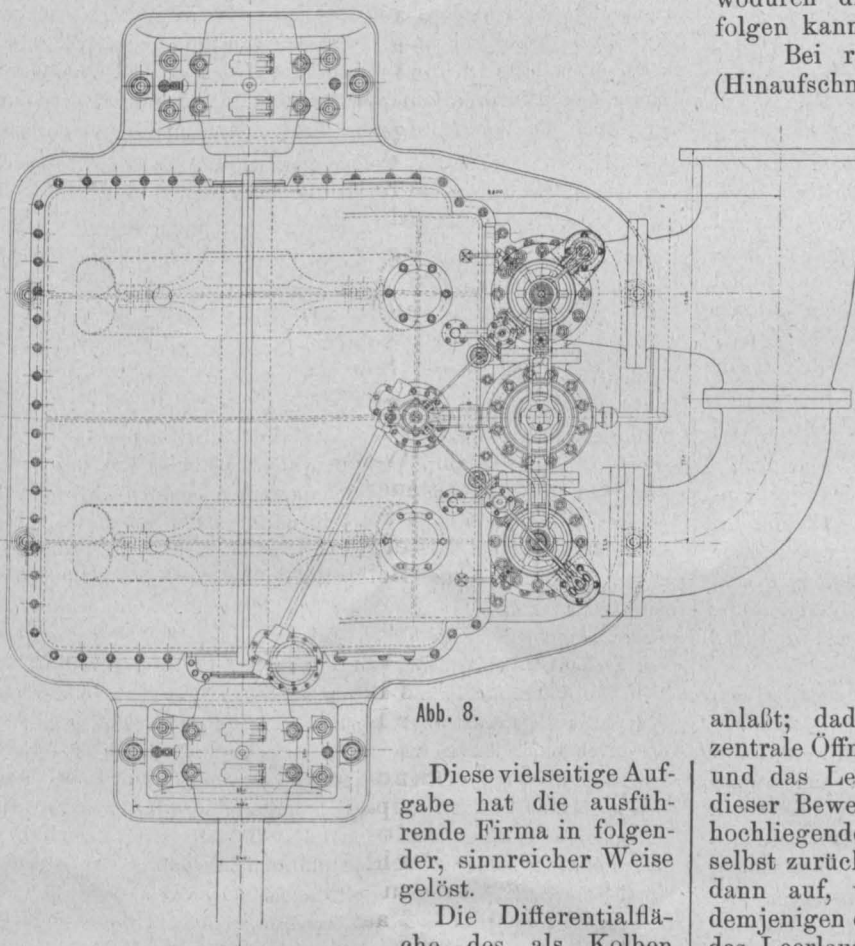 folgen kann
Bei r
(Hinaufschn
Abb. 8.
Diese vielseitige Auf-
gabe hat die ausfüh-
rende Firma in folgen-
der, sinnreicher Weise
gelöst.
Die Differentialflä-
che des als Kolben
anlaßt; dad
zentrale Öffn
und das Le
dieser Bewe
hochliegende
selbst zurück
dann auf,
demjenigen